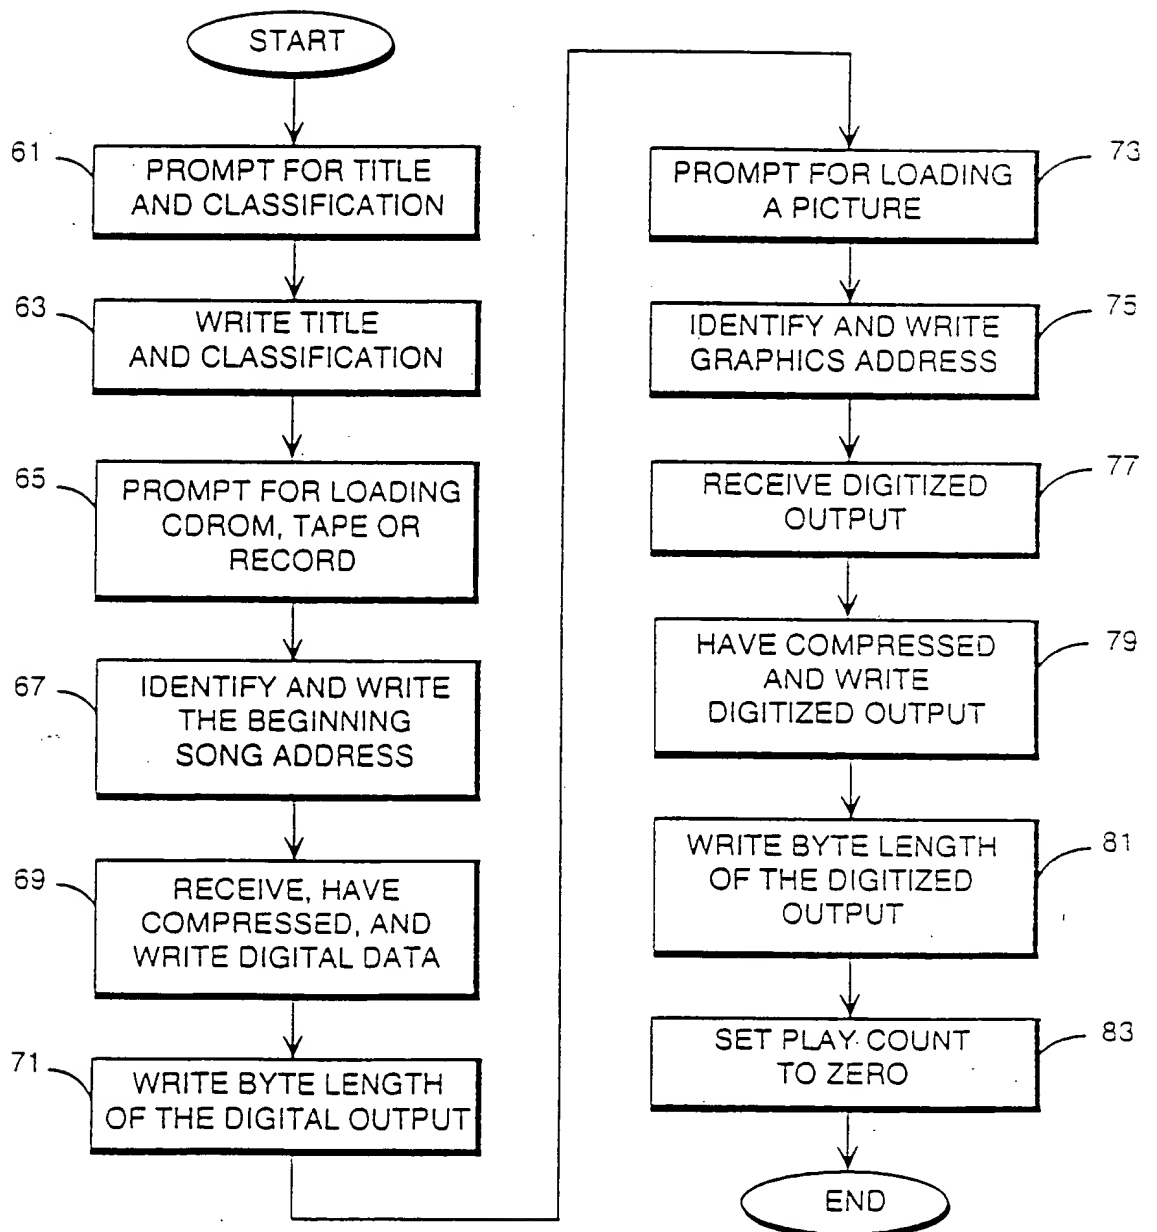 START
61
PROMPT FOR TITLE
AND CLASSIFICATION
63
WRITE TITLE
AND CLASSIFICATION
65
PROMPT FOR LOADING
CDROM, TAPE OR
RECORD
67
IDENTIFY AND WRITE
THE BEGINNING
SONG ADDRESS
69
RECEIVE, HAVE
COMPRESSED, AND
WRITE DIGITAL DATA
71
WRITE BYTE LENGTH
OF THE DIGITAL OUTPUT
73
PROMPT FOR LOADING
A PICTURE
75
IDENTIFY AND WRITE
GRAPHICS ADDRESS
77
RECEIVE DIGITIZED
OUTPUT
79
HAVE COMPRESSED
AND WRITE
DIGITIZED OUTPUT
81
WRITE BYTE LENGTH
OF THE DIGITIZED
OUTPUT
83
SET PLAY COUNT
TO ZERO
END